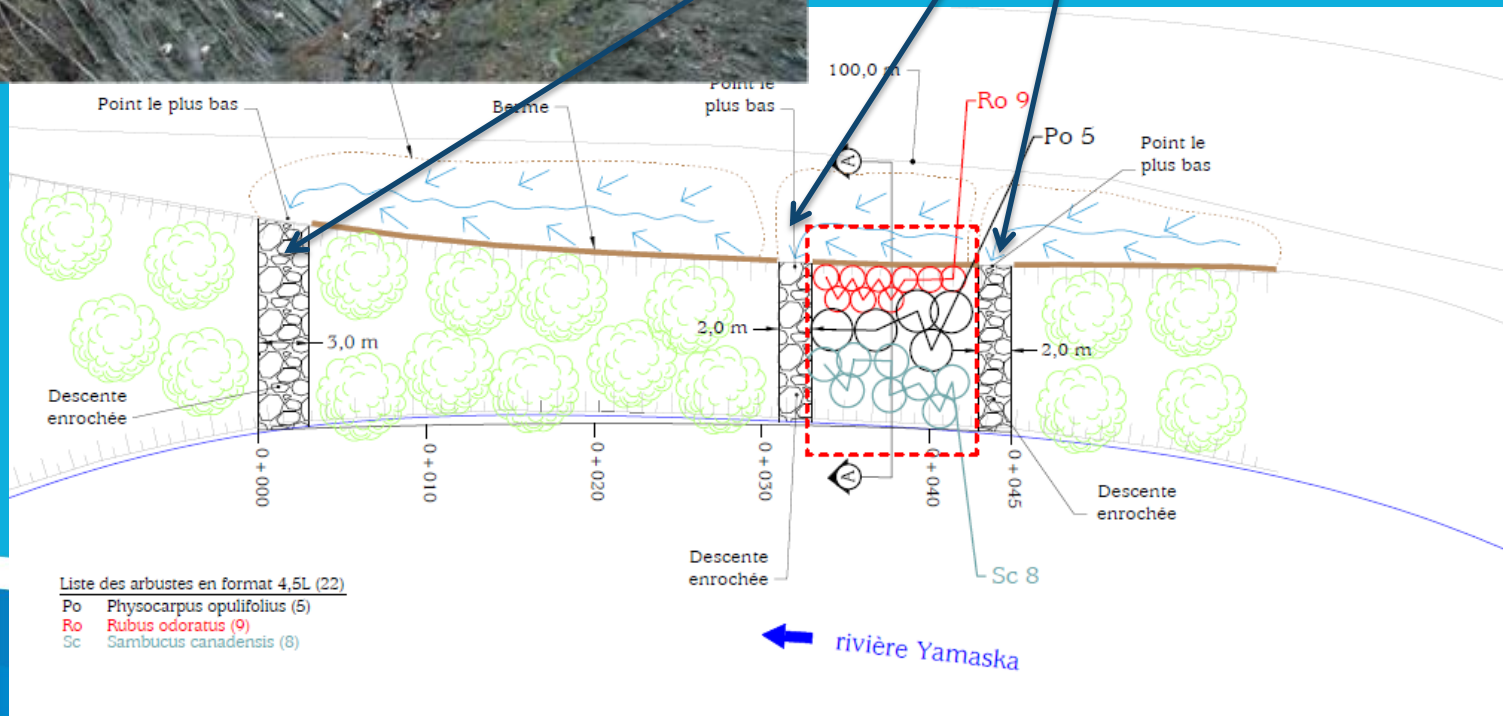 100,0 m
Point le plus bas
Berme
Point le
plus bas
Ro 9
Po 5
Point le
plus bas
A
3,0 m
2,0 m
2,0 m
Descente
enrochée
0+000
0+010
0+020
0+030
0+040
0+045
A
Descente
enrochée
Descente
enrochée
Sc 8
Liste des arbustes en format 4,5L (22)
Po Physocarpus opulifolius (5)
Ro Rubus odoratus (9)
Sc Sambucus canadensis (8)
rivière Yamaska